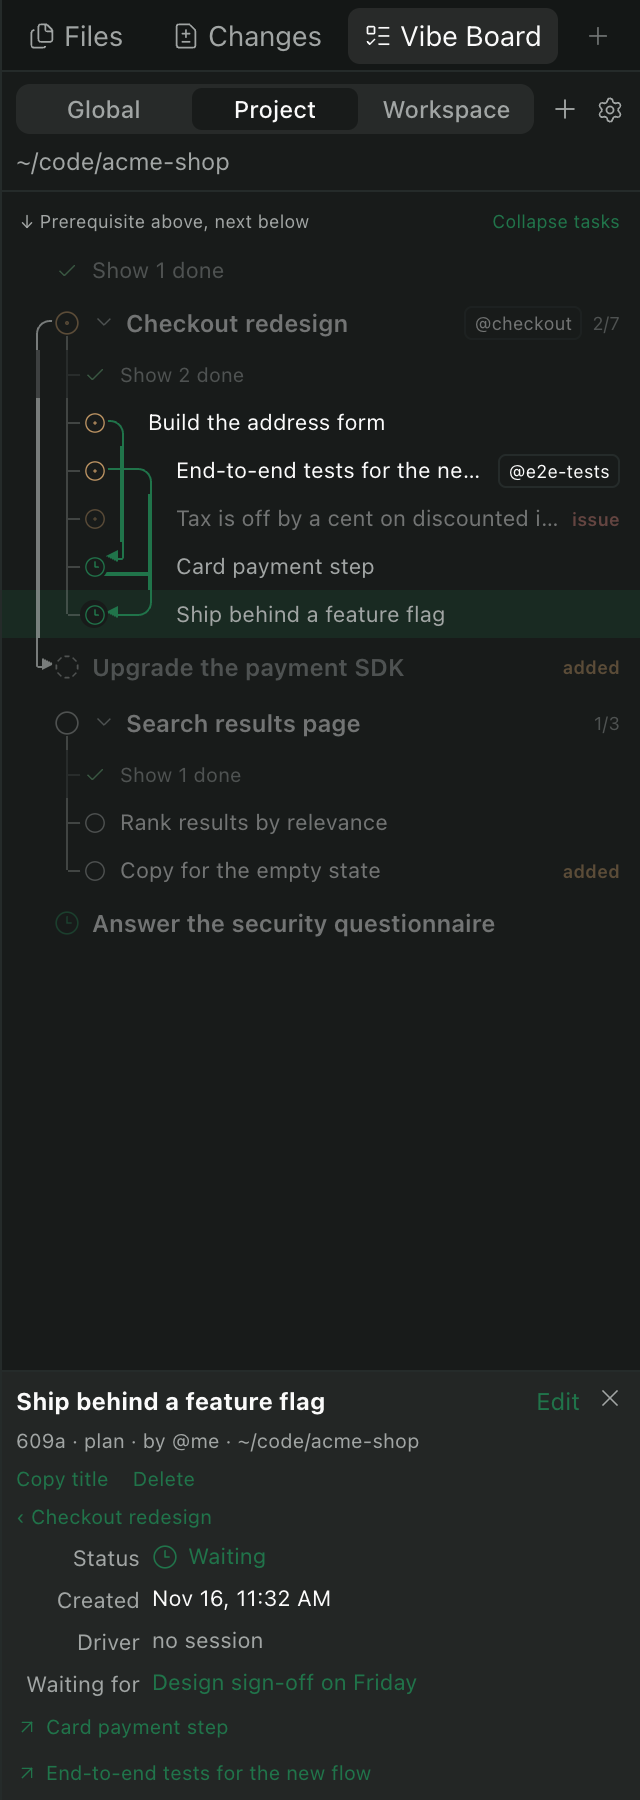 Files
Changes
Vibe Board
Global
Project
Workspace
~/code/acme-shop
↓ Prerequisite above, next below
Collapse tasks
Show 1 done
Checkout redesign
@checkout
2/7
Show 2 done
Build the address form
End-to-end tests for the ne...
@e2e-tests
Tax is off by a cent on discounted i...
issue
Card payment step
Ship behind a feature flag
Upgrade the payment SDK
added
Search results page
1/3
Show 1 done
Rank results by relevance
Copy for the empty state
added
Answer the security questionnaire
Ship behind a feature flag
Edit
609a · plan · by @me · ~/code/acme-shop
Copy title
Delete
‹ Checkout redesign
Status
Waiting
Created
Nov 16, 11:32 AM
Driver
no session
Waiting for
Design sign-off on Friday
↗ Card payment step
↗ End-to-end tests for the new flow